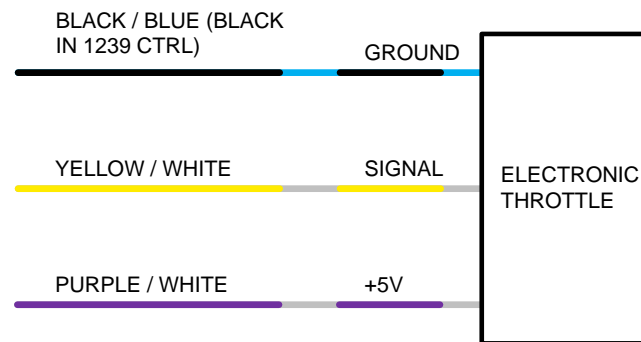 BLACK / BLUE (BLACK
IN 1239 CTRL)
GROUND
YELLOW / WHITE
SIGNAL
ELECTRONIC
THROTTLE
PURPLE / WHITE
+5V